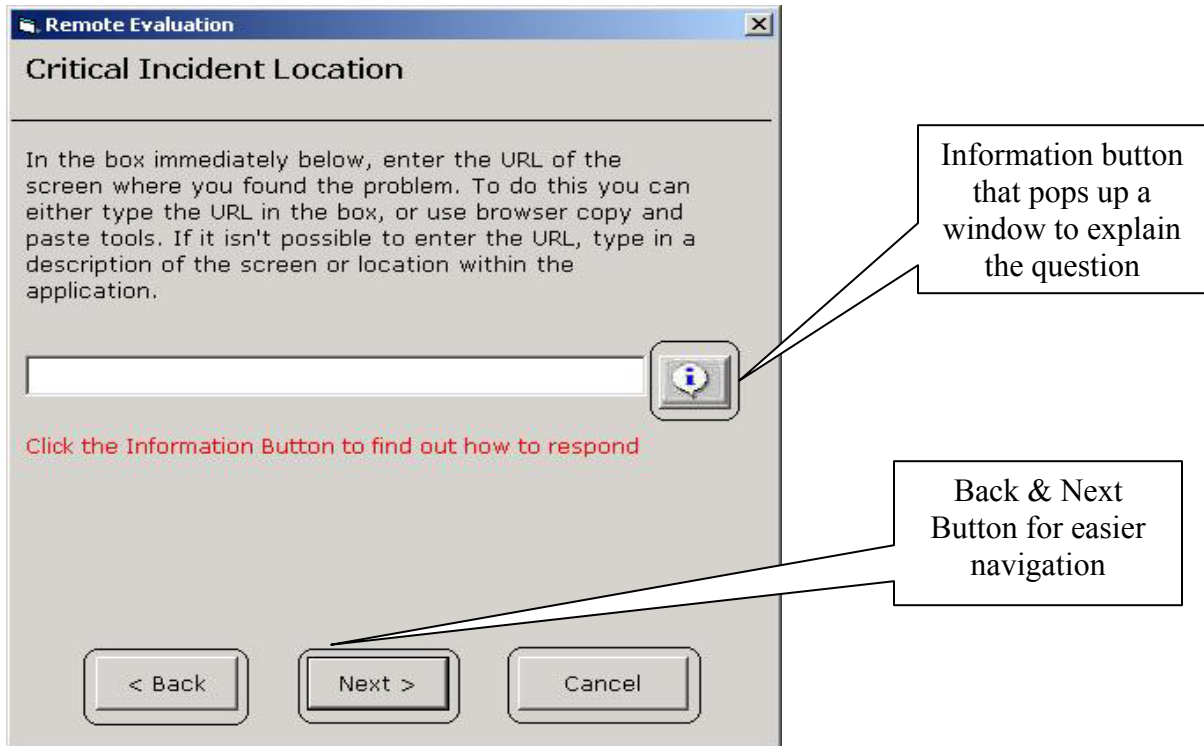 Remote Evaluation
Critical Incident Location
In the box immediately below, enter the URL of the
screen where you found the problem. To do this you can
either type the URL in the box, or use browser copy and
paste tools. If it isn't possible to enter the URL, type in a
description of the screen or location within the
application.
Click the Information Button to find out how to respond
< Back
Next >
Cancel
Information button
that pops up a
window to explain
the question
Back & Next
Button for easier
navigation